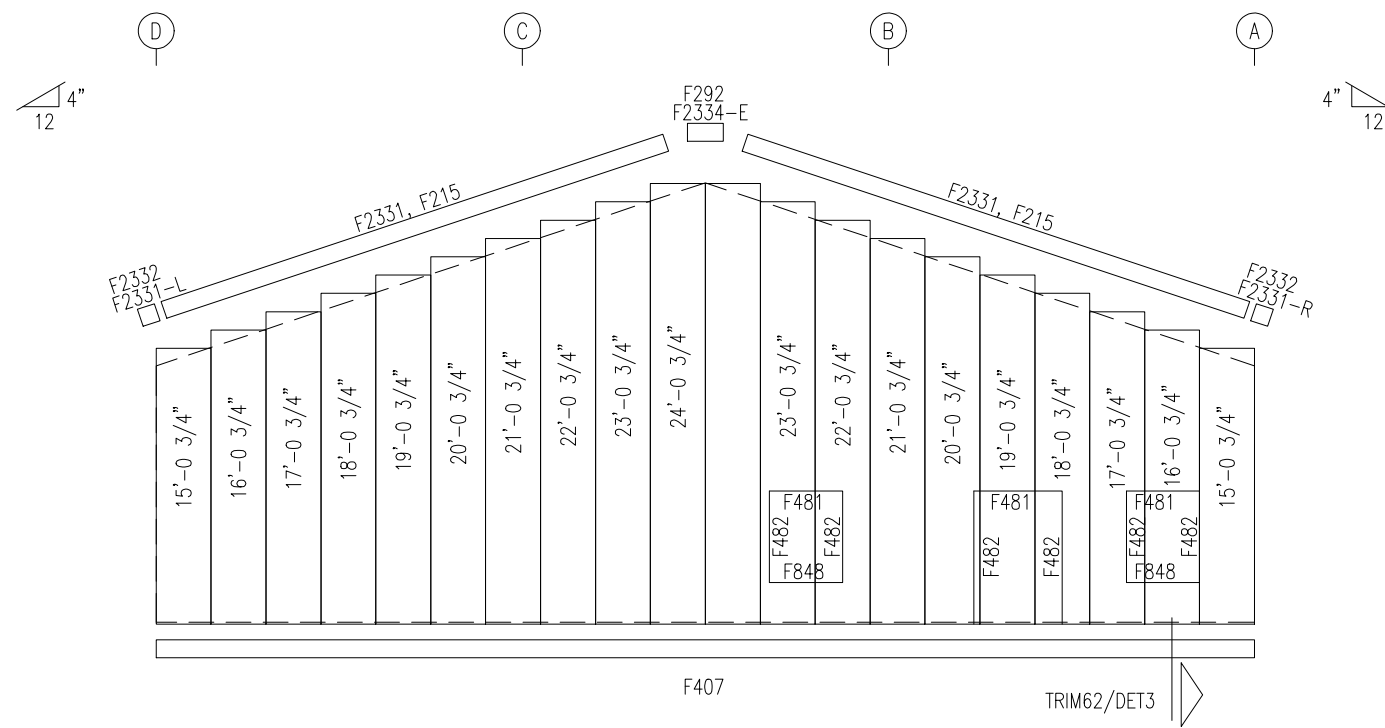 D
C
B
A
4"
12
4"
12
F292
F2334-E
F2331, F215
F2331, F215
F2332
F2331-L
F2332
F2331-R
15'-0 3/4"
16'-0 3/4"
17'-0 3/4"
18'-0 3/4"
19'-0 3/4"
20'-0 3/4"
21'-0 3/4"
22'-0 3/4"
23'-0 3/4"
24'-0 3/4"
23'-0 3/4"
22'-0 3/4"
21'-0 3/4"
20'-0 3/4"
19'-0 3/4"
18'-0 3/4"
17'-0 3/4"
16'-0 3/4"
15'-0 3/4"
F481
F482
F482
F848
F481
F482
F482
F481
F482
F482
F848
F407
TRIM62/DET3